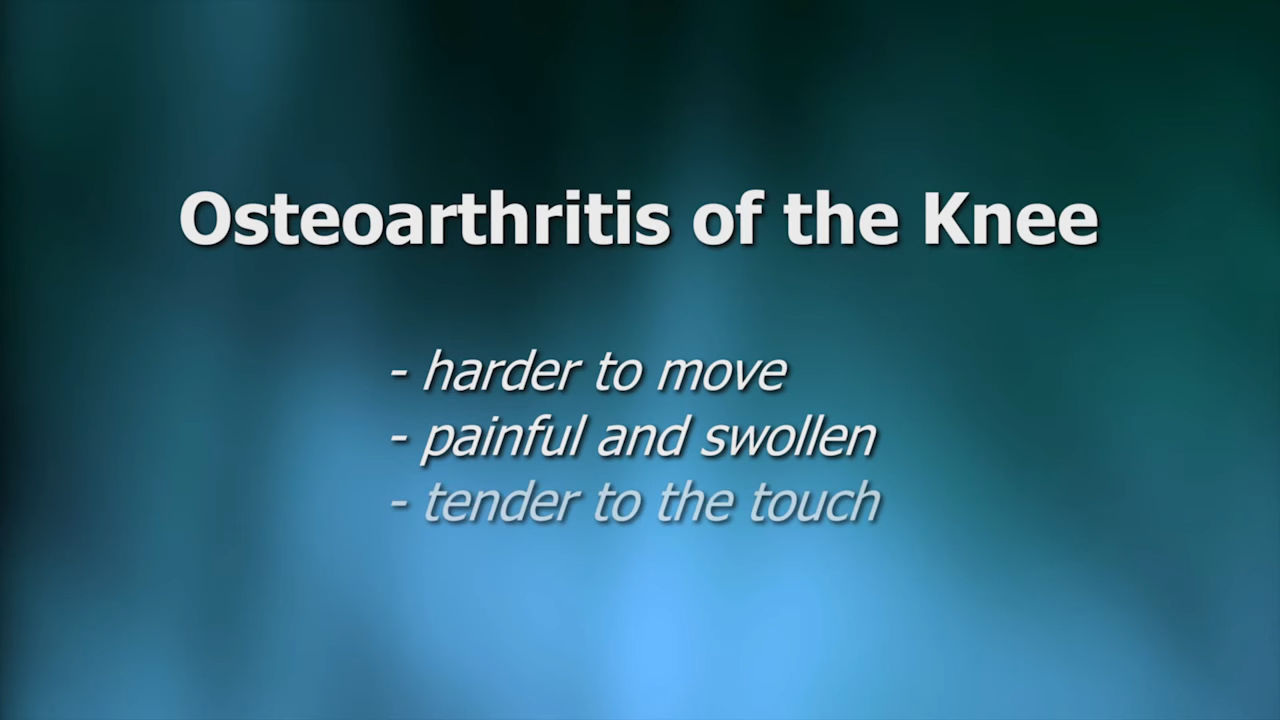 Osteoarthritis of the Knee
- harder to move
- painful and swollen
- tender to the touch